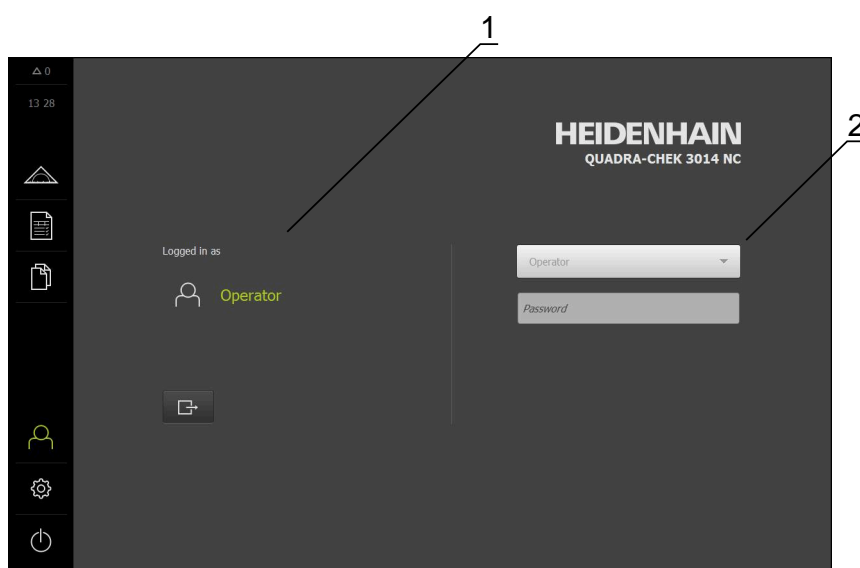 1
△ 0
13 28
HEIDENHAIN
QUADRA-CHEK 3014 NC
2
Logged in as
Operator
Operator
Password